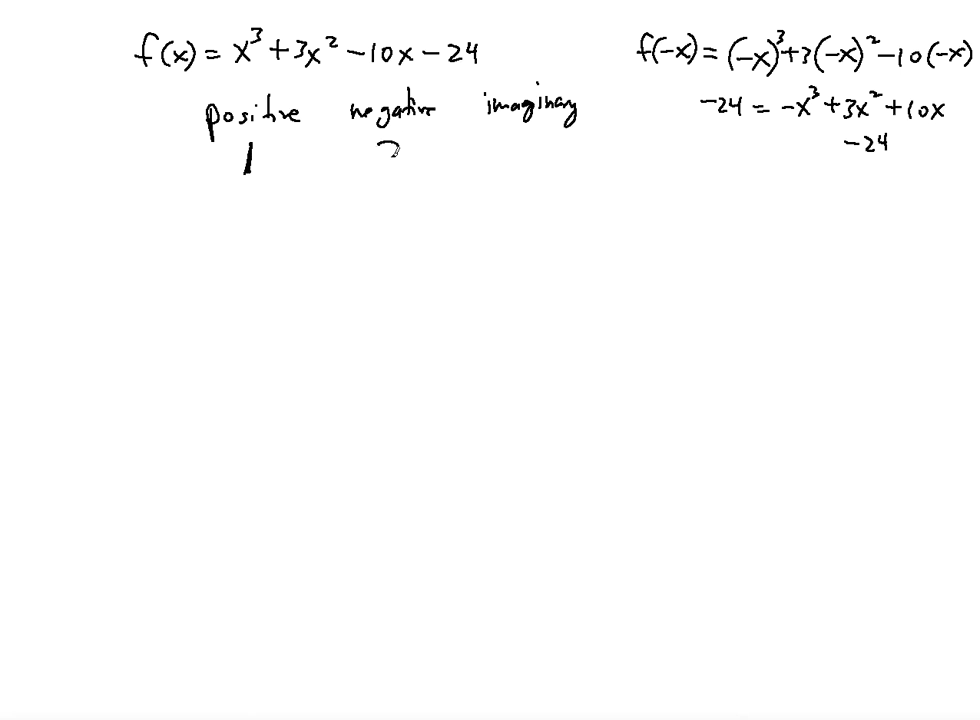 f(x) = x³ + 3x² − 10x − 24
positive negative imaginary
1 2
f(−x) = (−x)³ + 3(−x)² − 10(−x)
−24 = −x³ + 3x² + 10x
−24